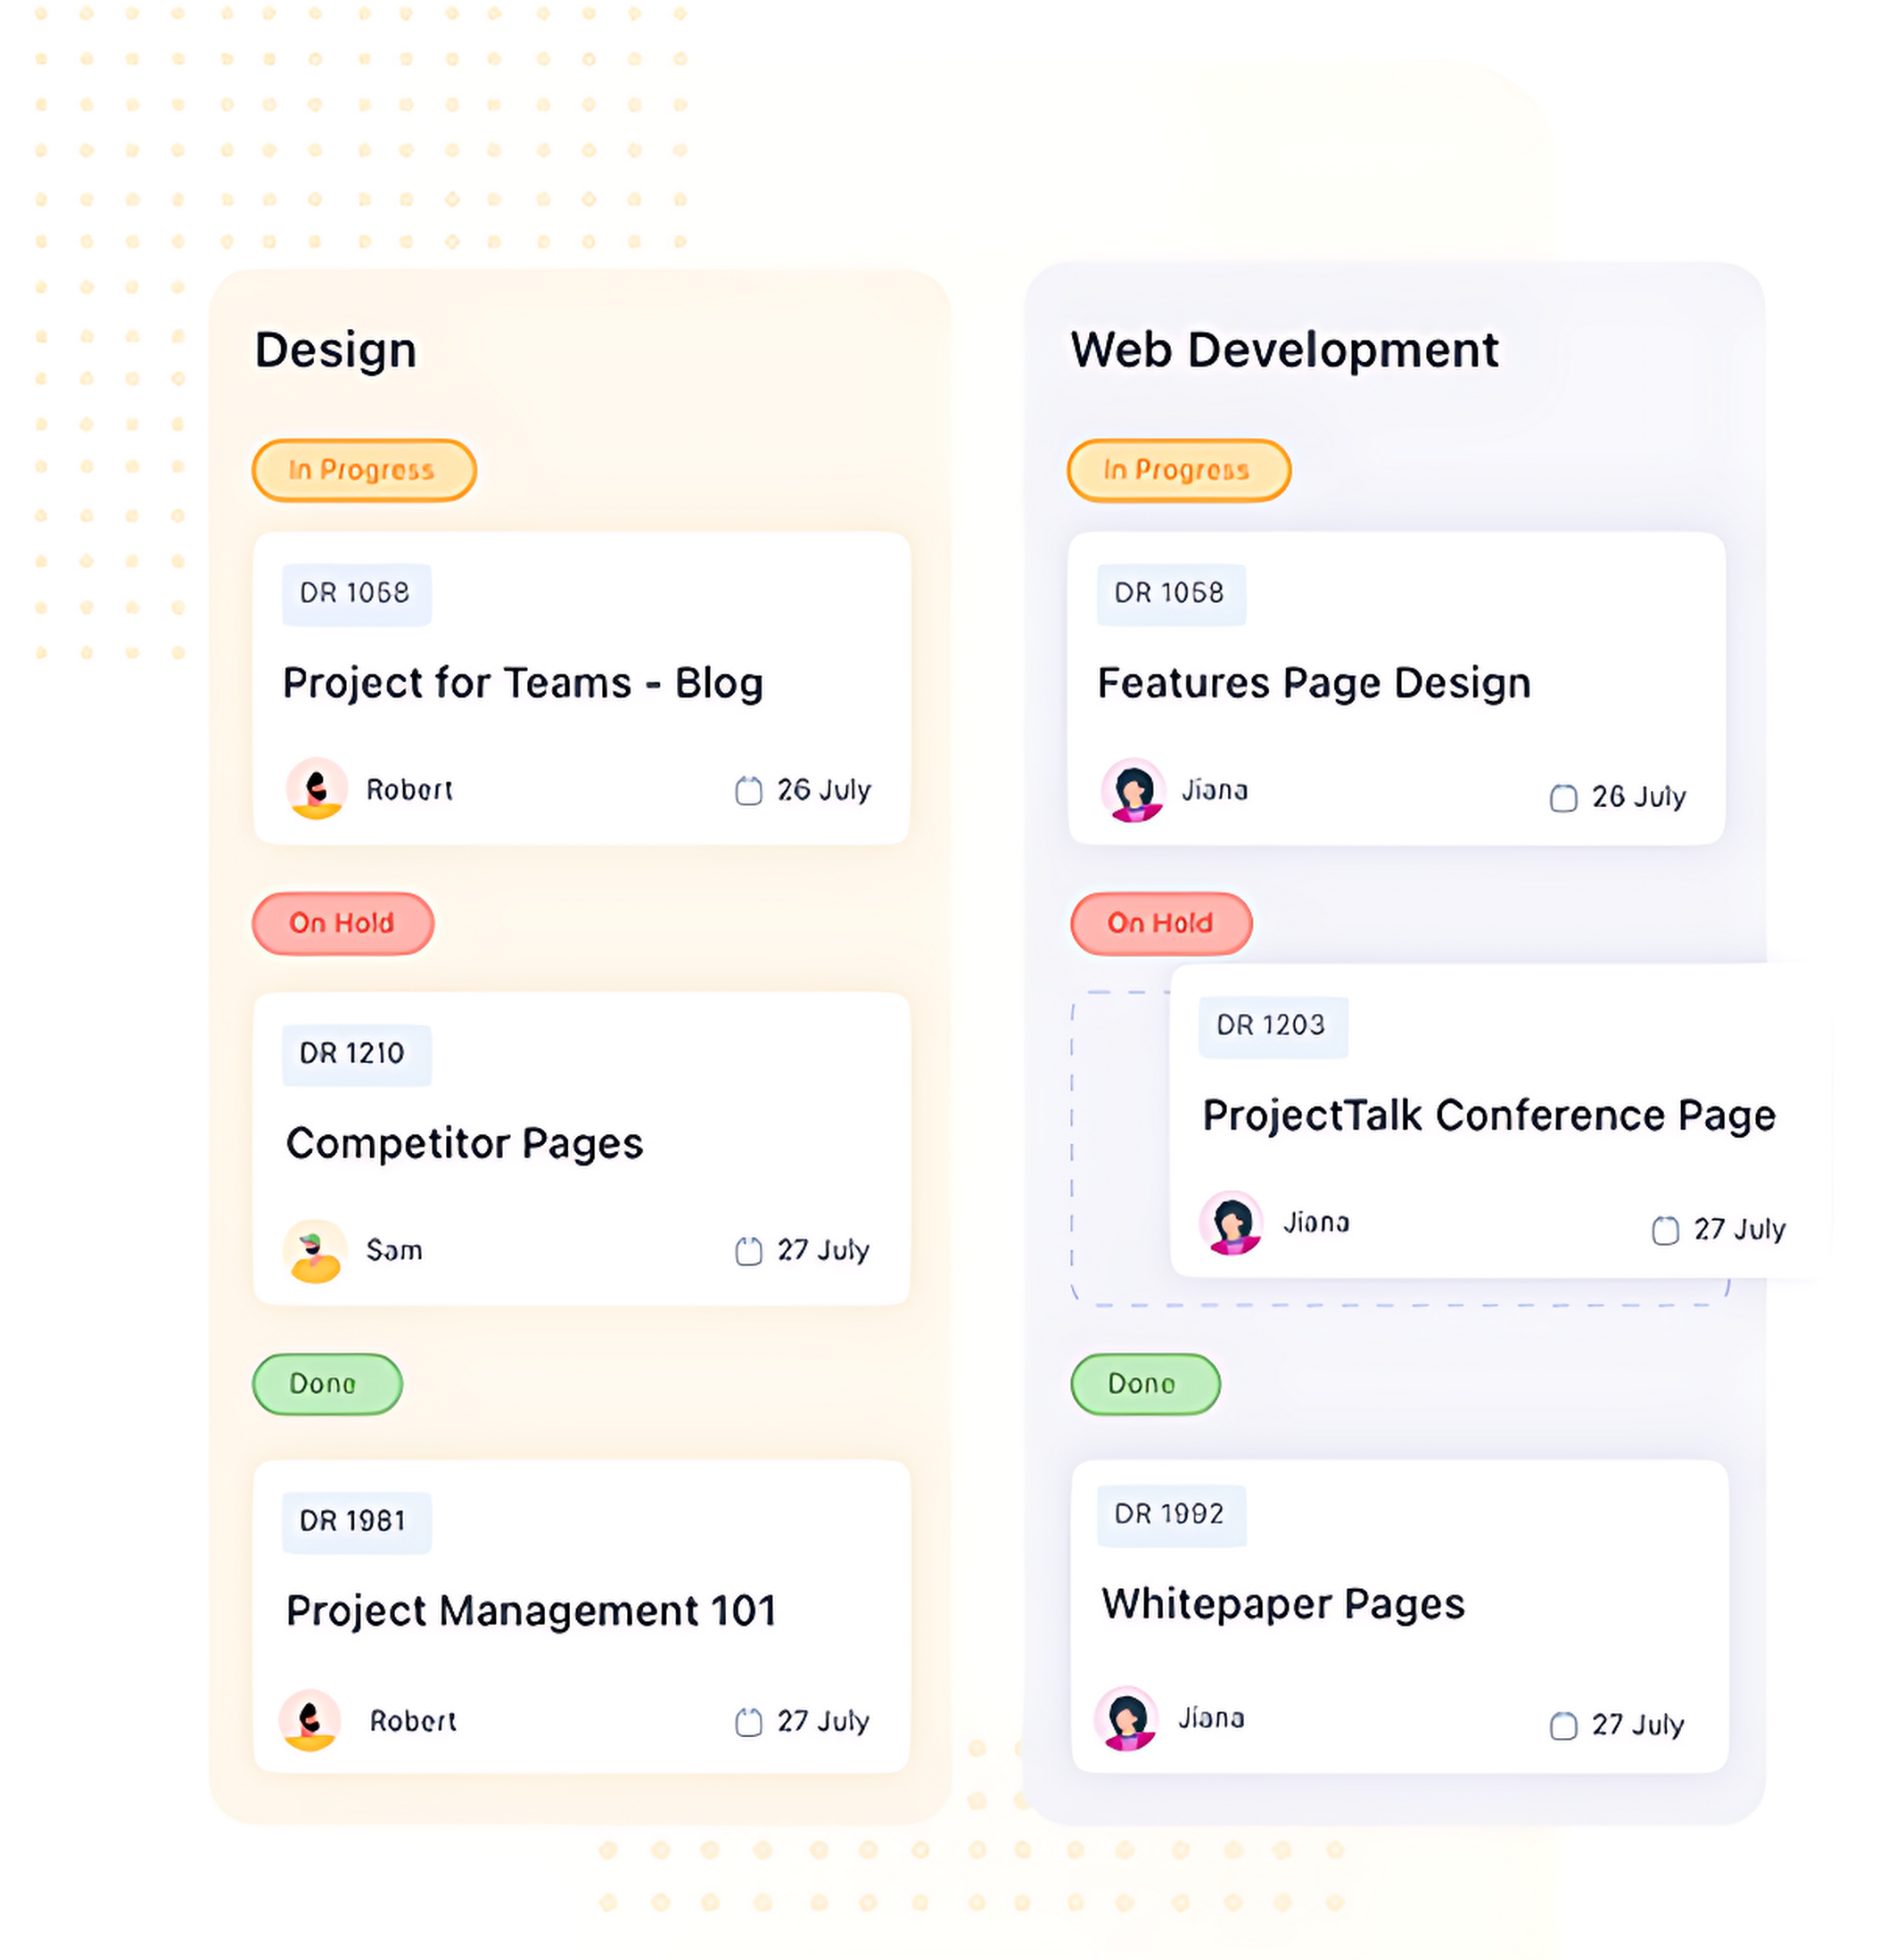 Design
In Progress
DR 1058
Project for Teams - Blog
Robert
26 July
On Hold
DR 1210
Competitor Pages
Sam
27 July
Done
DR 1981
Project Management 101
Robert
27 July
Web Development
In Progress
DR 1058
Features Page Design
Jiana
26 July
On Hold
DR 1203
ProjectTalk Conference Page
Jiana
27 July
Done
DR 1992
Whitepaper Pages
Jiana
27 July